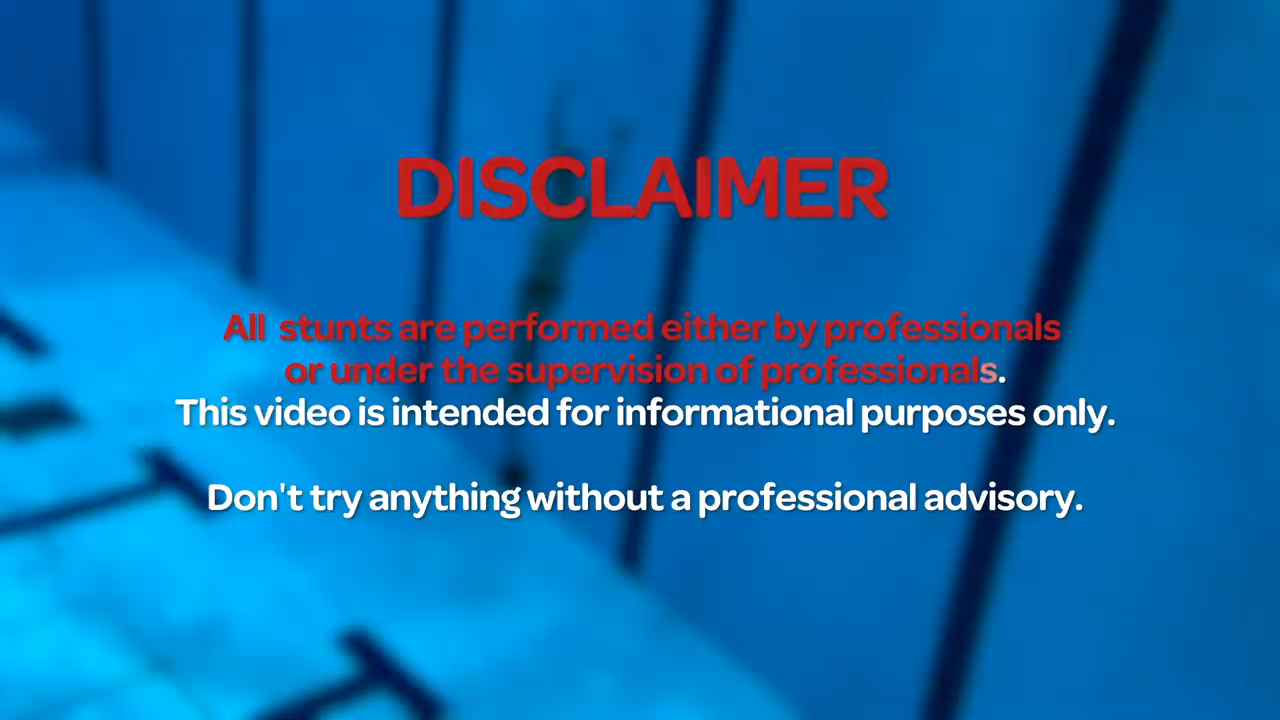 DISCLAIMER
All stunts are performed either by professionals
or under the supervision of professionals.
This video is intended for informational purposes only.
Don't try anything without a professional advisory.